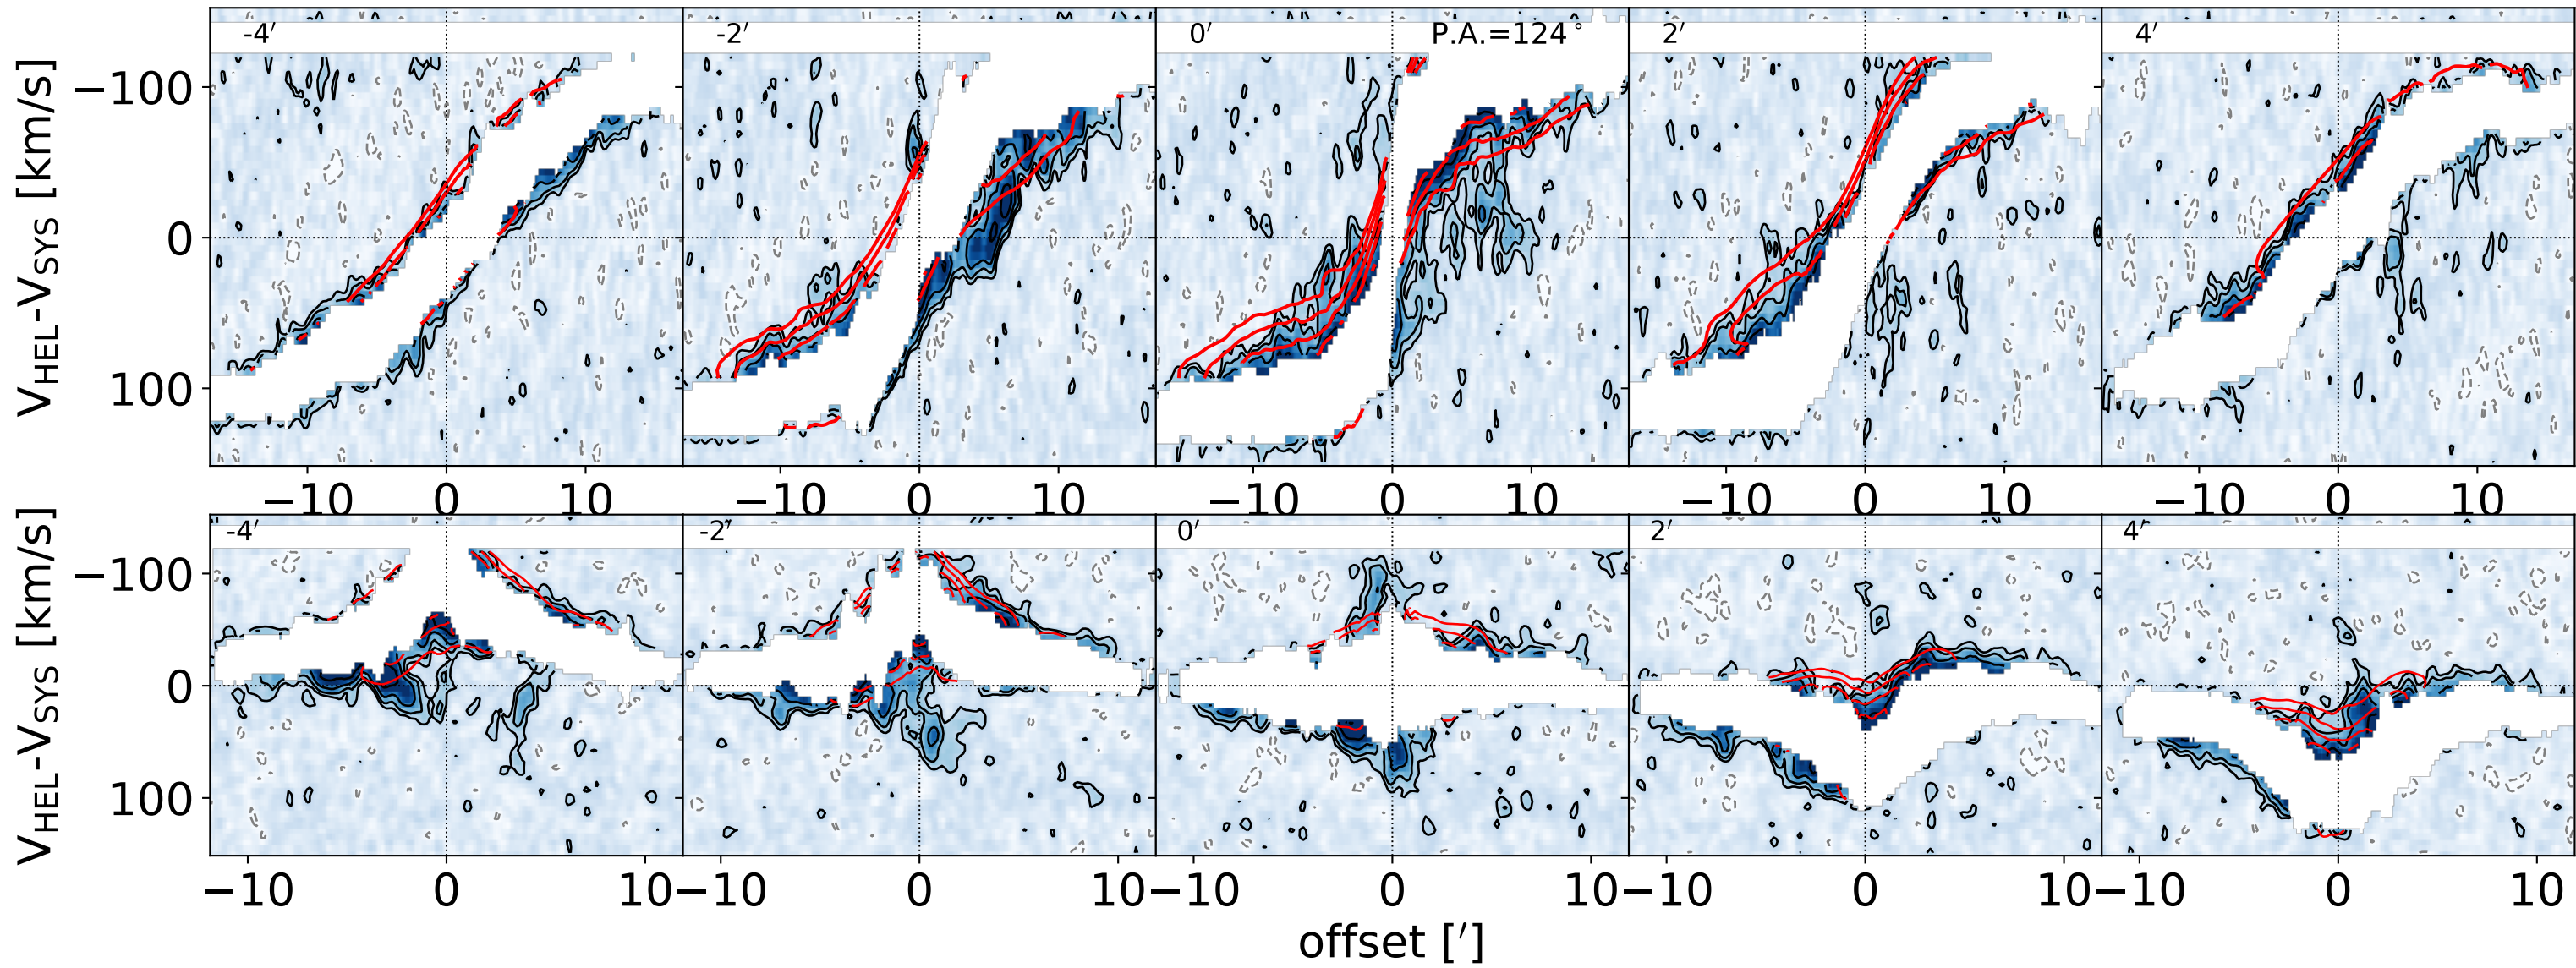 -4′ -2′ 0′ P.A.=124° 2′ 4′
V_HEL-V_SYS [km/s]
−100
0
100
−10 0 10 −10 0 10 −10 0 10 −10 0 10 −10 0 10
-4′ -2′ 0′ 2′ 4′
V_HEL-V_SYS [km/s]
−100
0
100
−10 0 10 −10 0 10 −10 0 10 −10 0 10 −10 0 10
offset [′]